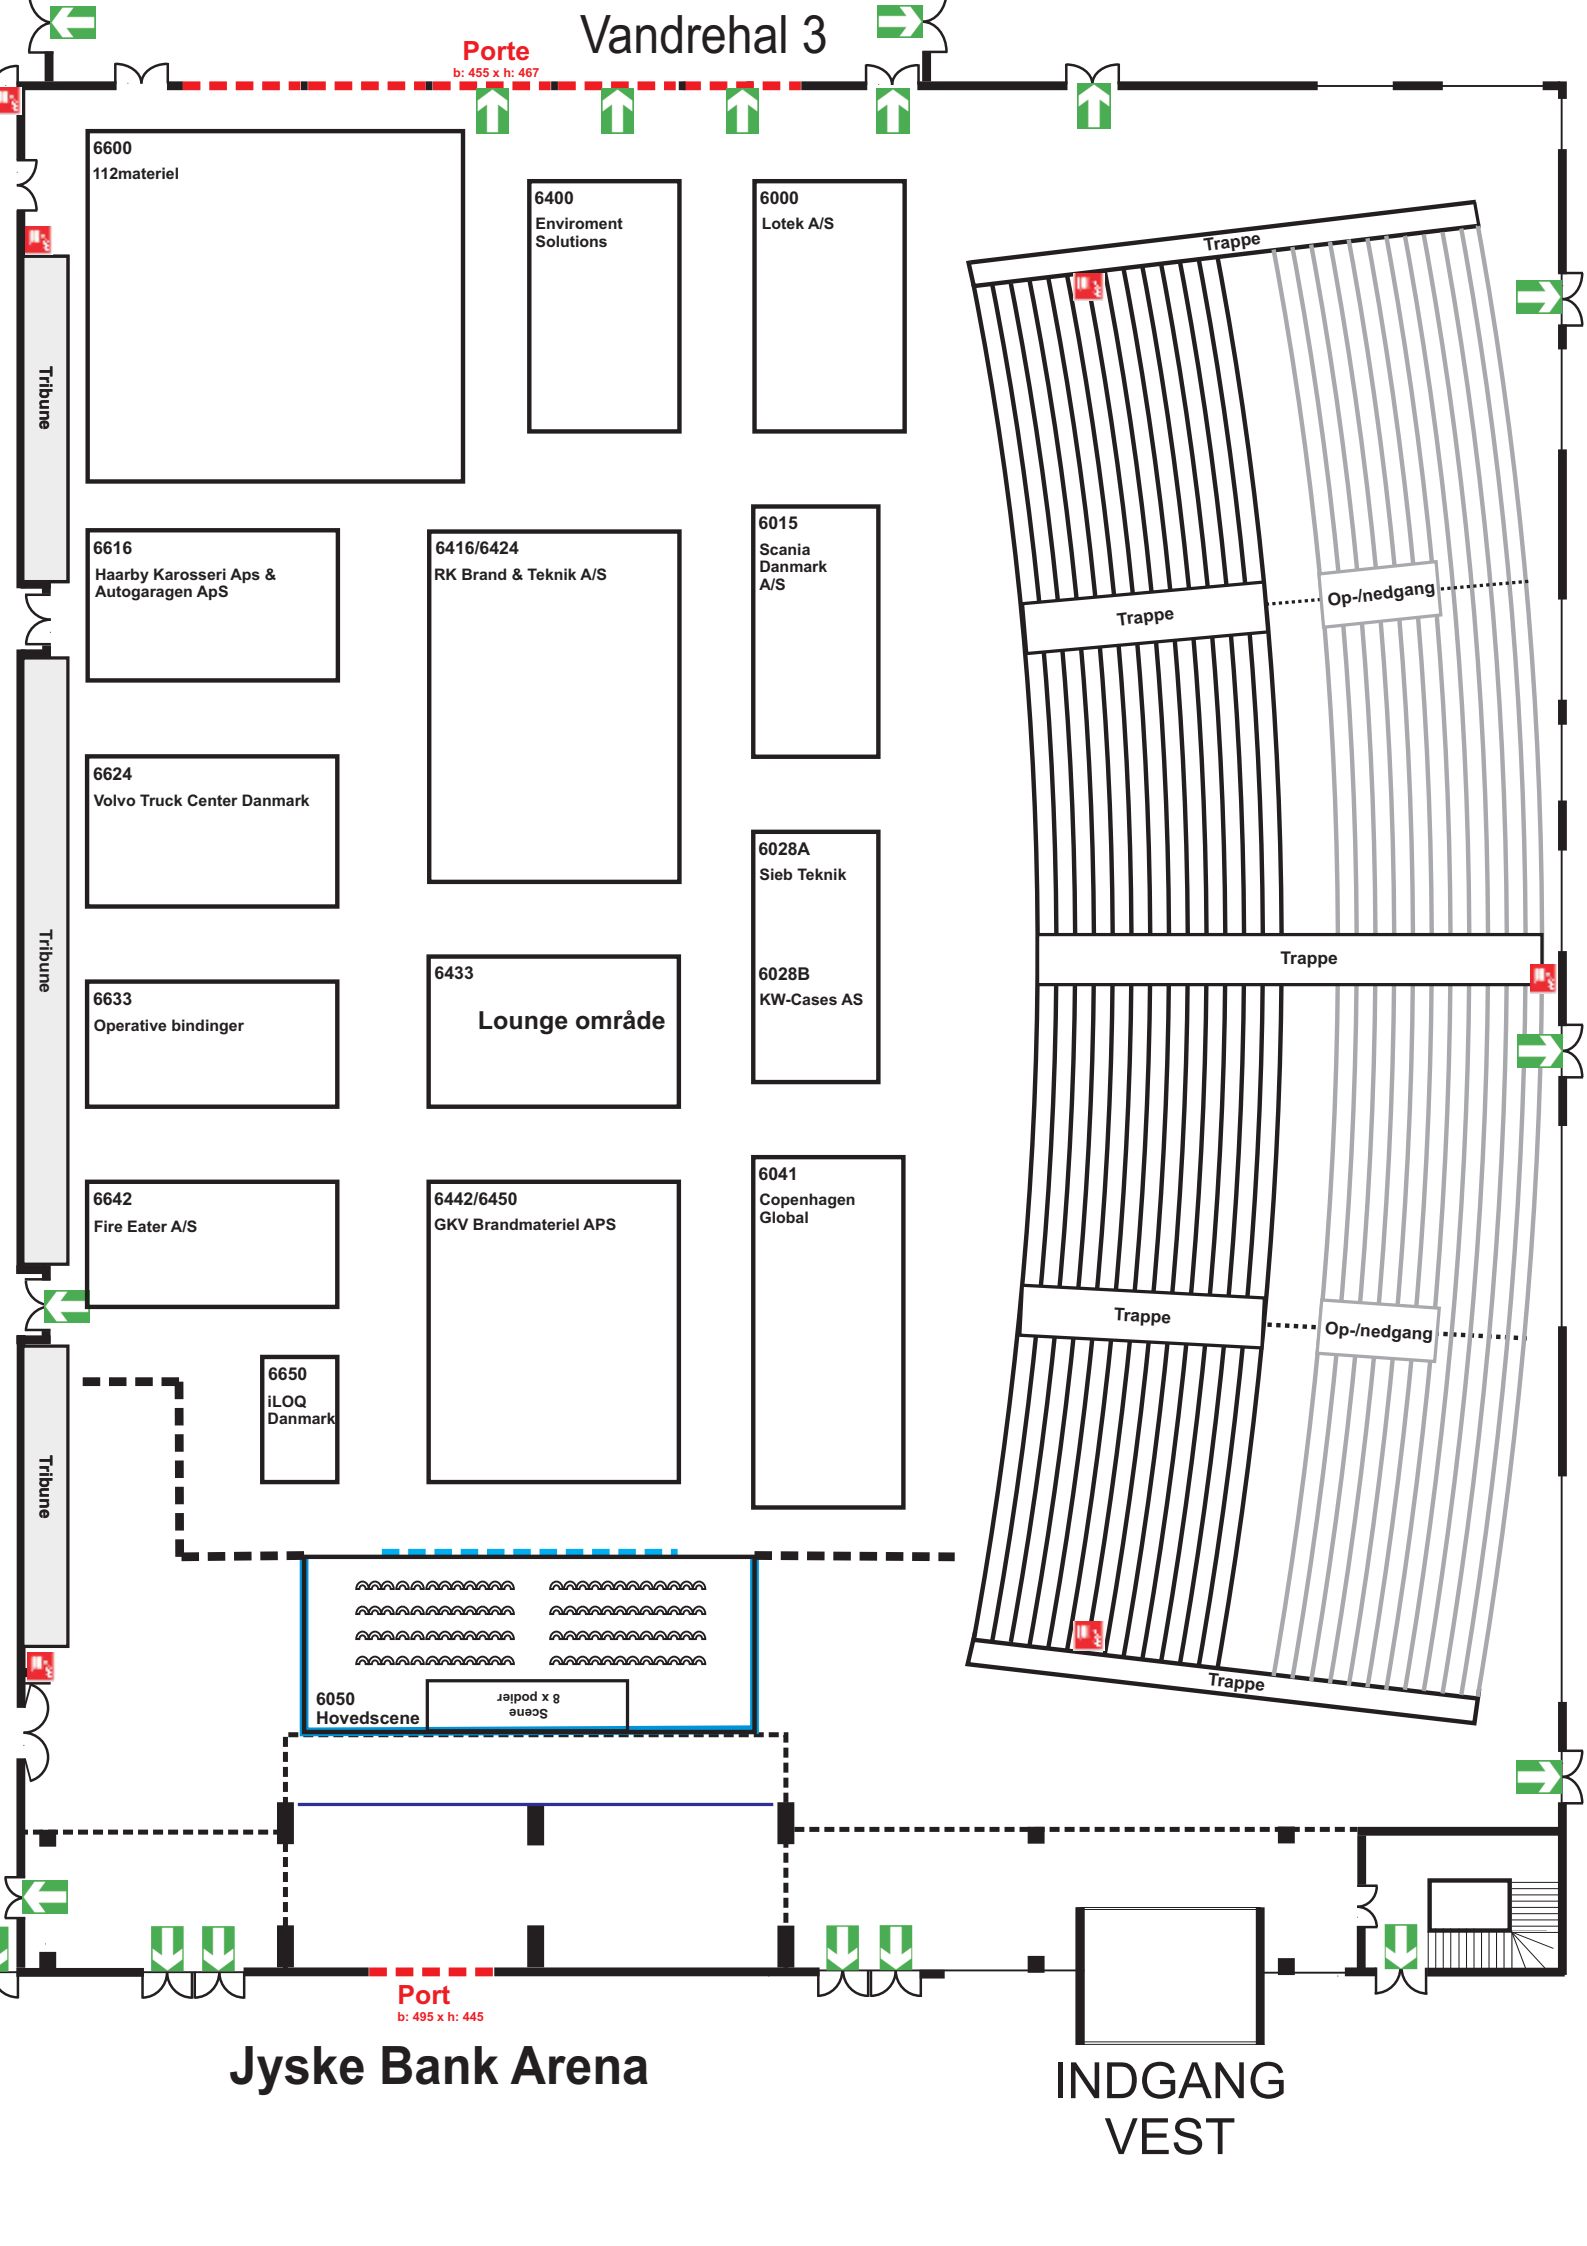 Vandrehal 3
Porte
b: 455 x h: 467
6600
112materiel
6400
Enviroment
Solutions
6000
Lotek A/S
Trappe
Tribune
6616
Haarby Karosseri Aps &
Autogaragen ApS
6416/6424
RK Brand & Teknik A/S
6015
Scania
Danmark
A/S
Trappe
Op-/nedgang
6624
Volvo Truck Center Danmark
6028A
Sieb Teknik
Tribune
6633
Operative bindinger
6433
Lounge område
6028B
KW-Cases AS
Trappe
6642
Fire Eater A/S
6442/6450
GKV Brandmateriel APS
6041
Copenhagen
Global
Trappe
Op-/nedgang
6650
iLOQ
Danmark
Tribune
6050
Hovedscene
Scene
8 x podier
Trappe
Port
b: 495 x h: 445
Jyske Bank Arena
INDGANG
VEST